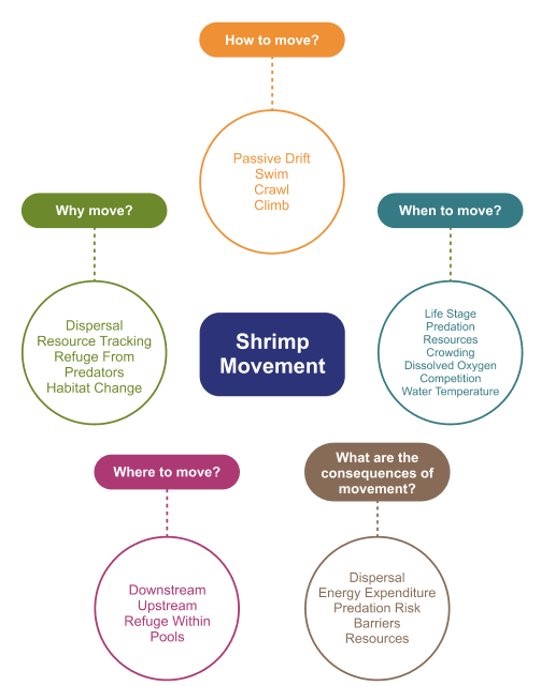 How to move?
Passive Drift
Swim
Crawl
Climb
Why move?
Dispersal
Resource Tracking
Refuge From
Predators
Habitat Change
When to move?
Life Stage
Predation
Resources
Crowding
Dissolved Oxygen
Competition
Water Temperature
Shrimp
Movement
Where to move?
Downstream
Upstream
Refuge Within
Pools
What are the
consequences of
movement?
Dispersal
Energy Expenditure
Predation Risk
Barriers
Resources